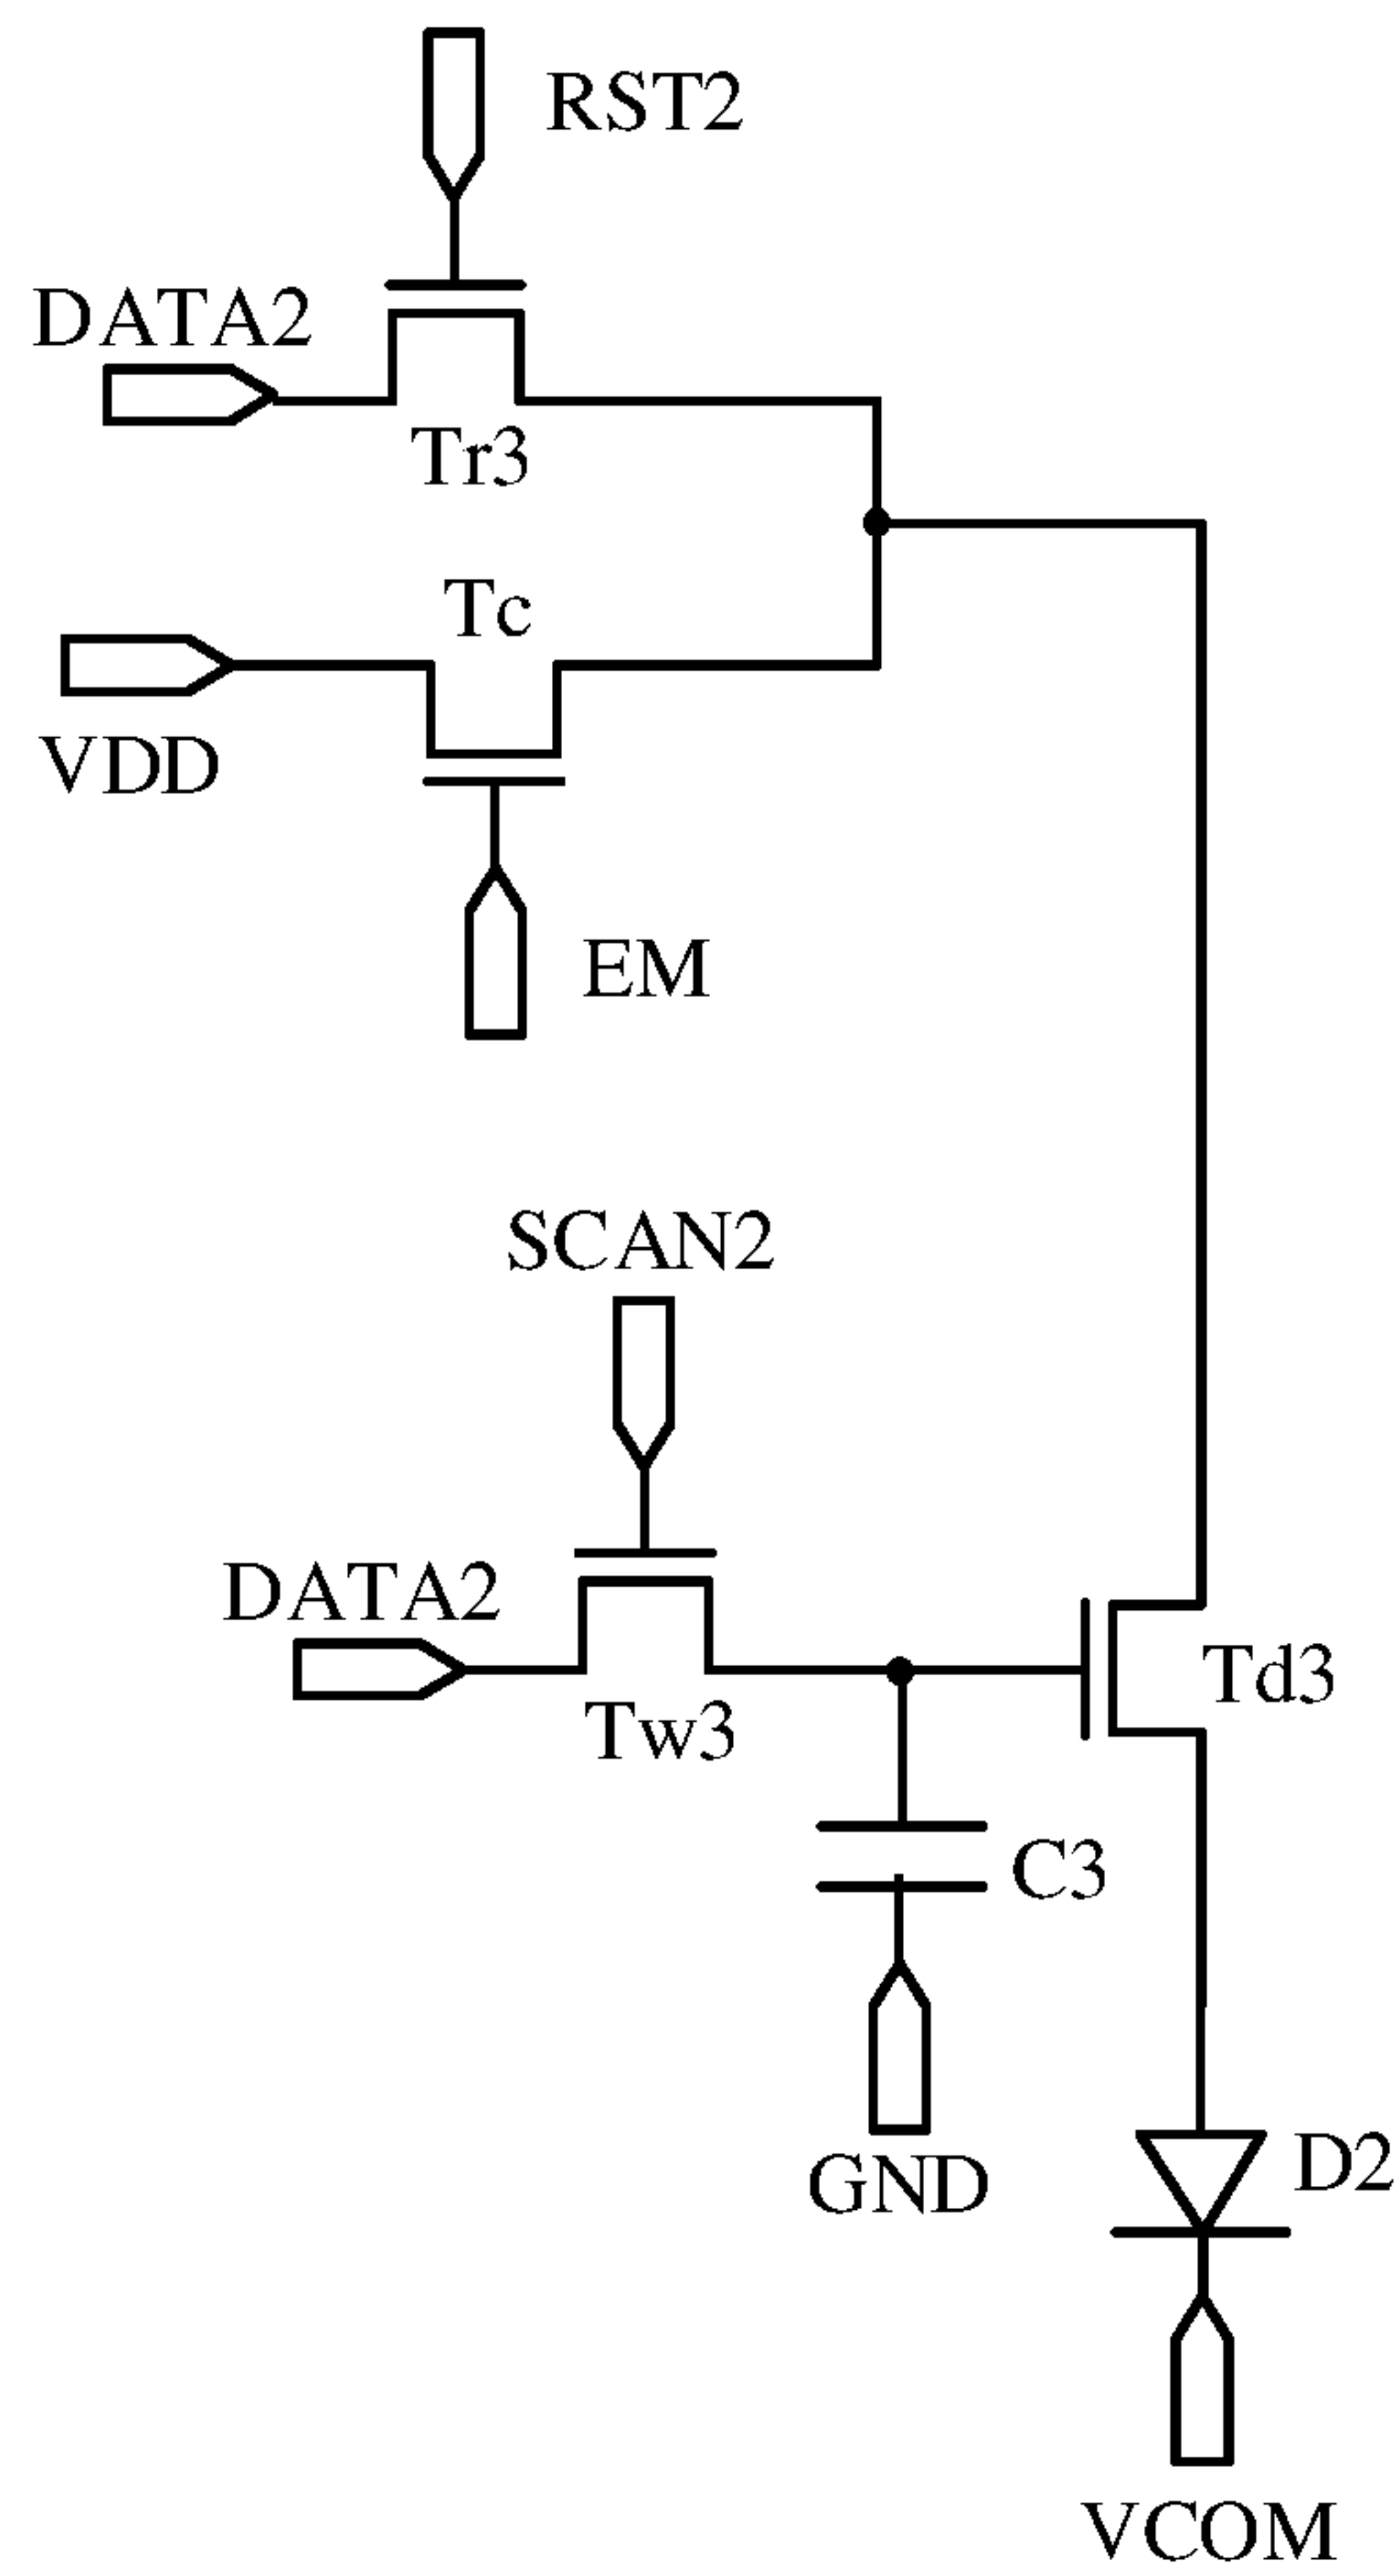 RST2
DATA2
Tr3
Tc
VDD
EM
SCAN2
DATA2
Td3
Tw3
C3
D2
GND
VCOM